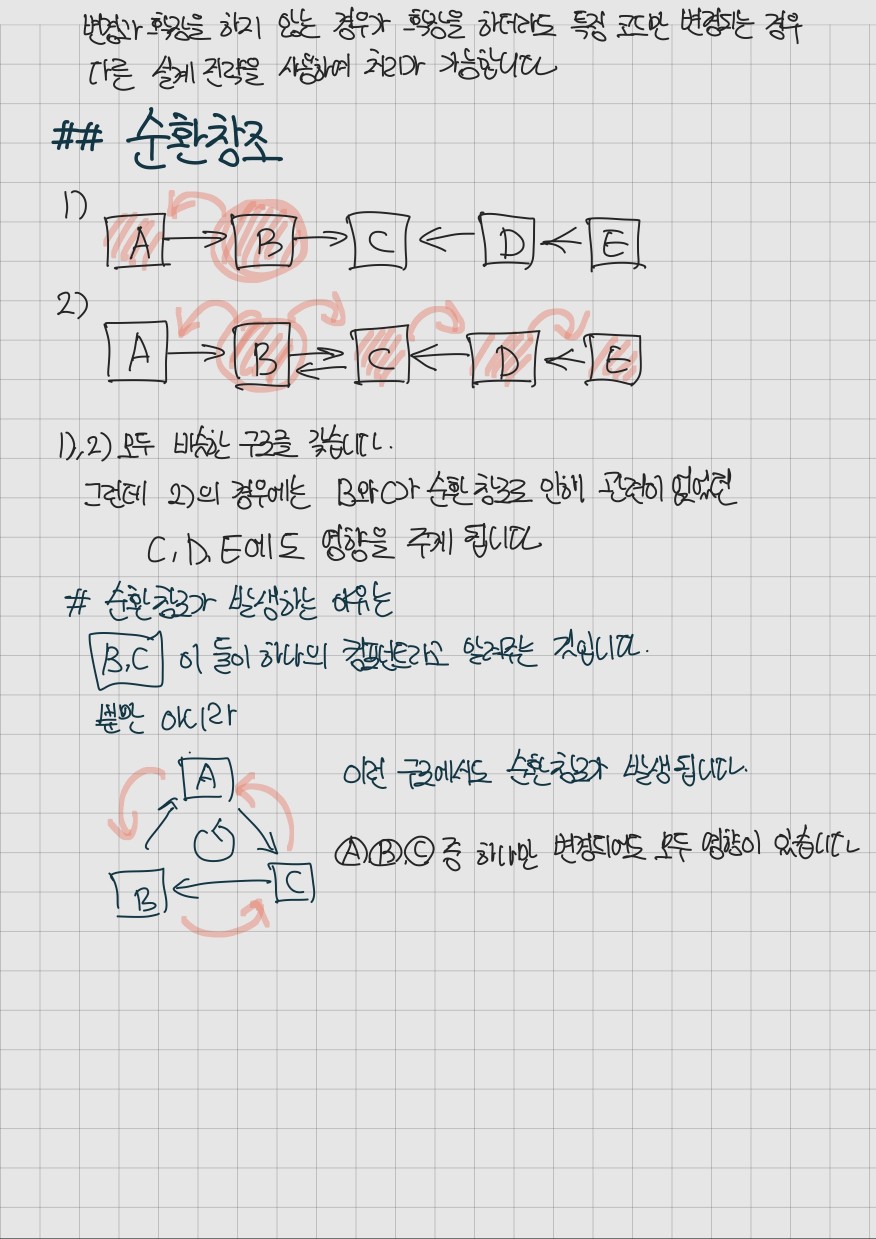 변경과 확장을 하지 않는 경우가 확장을 하더라도 특정 코드만 변경되는 경우
다른 설계 전략을 사용하여 처리가 가능합니다
## 순환창조
1)
A B C D E
2)
A B C D E
1), 2) 모두 비슷한 구조를 갖습니다.
그런데 2)의 경우에는 B와 C가 순환 창조로 인해 관련이 없었던
C, D, E에도 영향을 주게 됩니다
# 순환창조가 발생하는 이유는
B,C 이 둘이 하나의 컴포넌트라고 알려주는 것입니다.
뿐만 아니라
A
이런 구조에서도 순환창조가 발생됩니다.
Ⓐ,Ⓑ,Ⓒ 중 하나만 변경되어도 모두 영향이 있습니다
B C